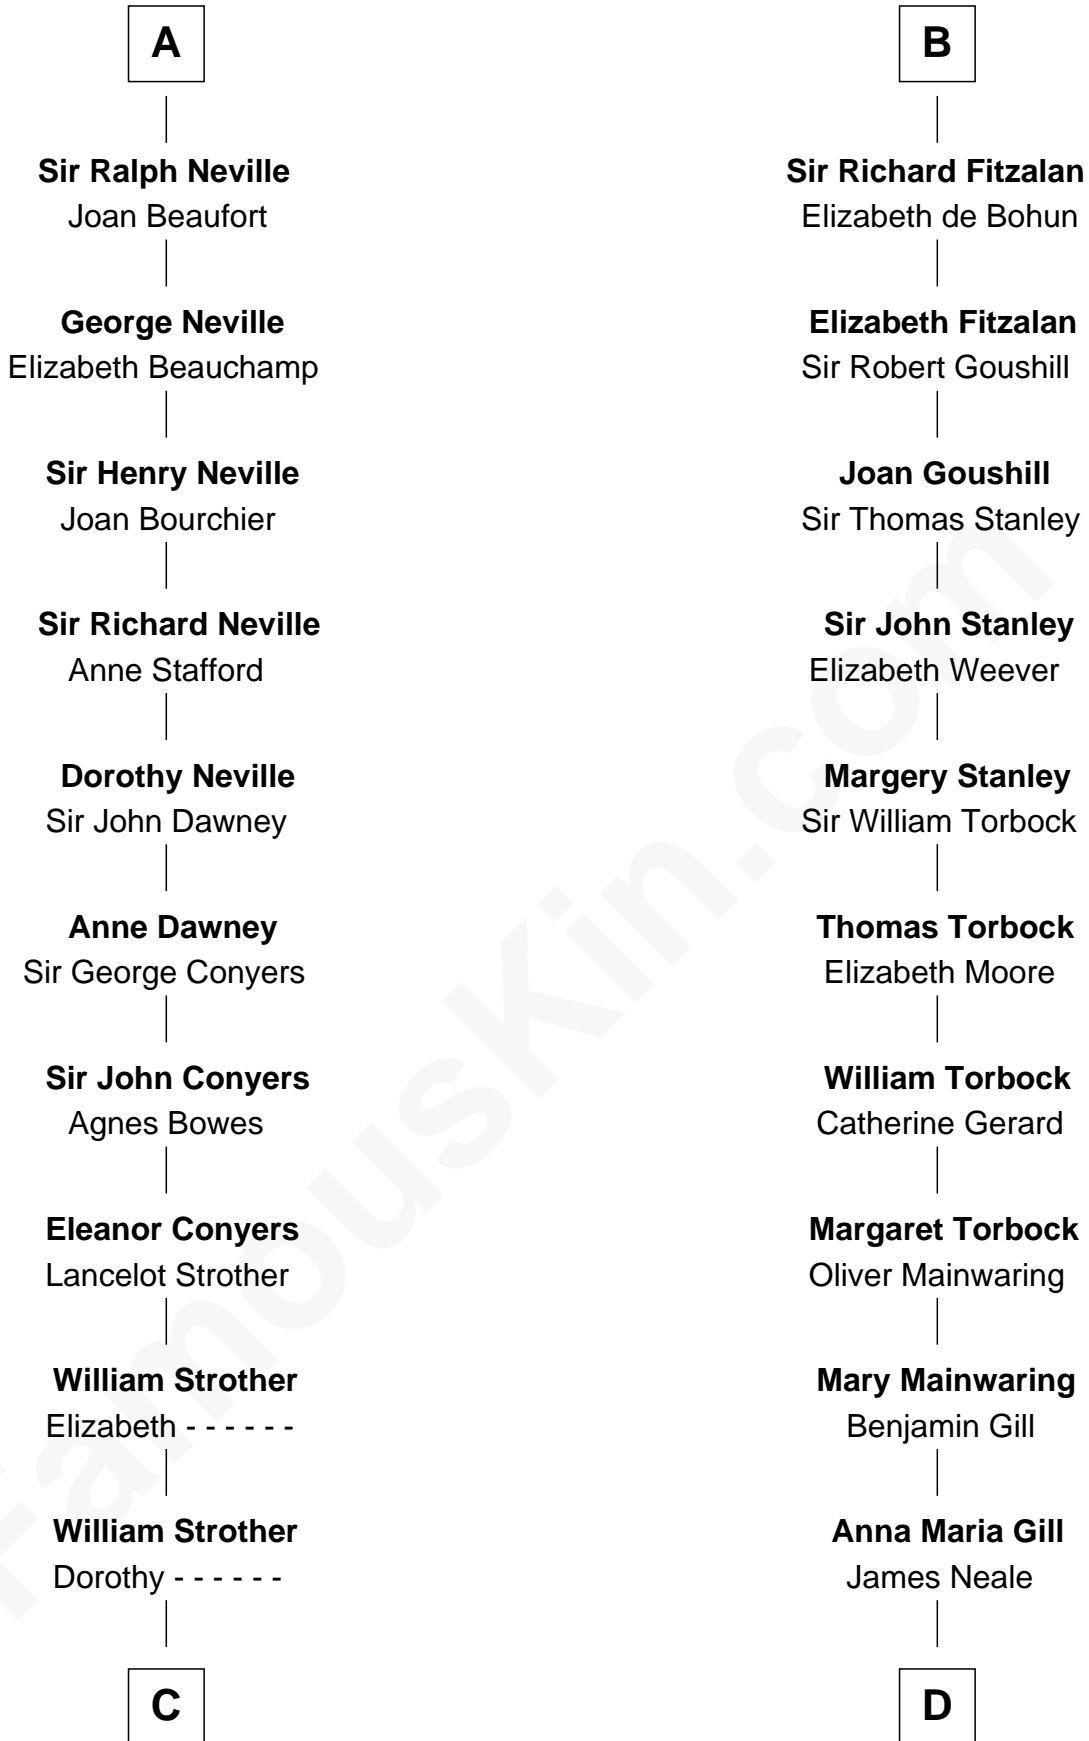 A
Sir Ralph Neville
Joan Beaufort
George Neville
Elizabeth Beauchamp
Sir Henry Neville
Joan Bourchier
Sir Richard Neville
Anne Stafford
Dorothy Neville
Sir John Dawney
Anne Dawney
Sir George Conyers
Sir John Conyers
Agnes Bowes
Eleanor Conyers
Lancelot Strother
William Strother
Elizabeth - - - - - -
William Strother
Dorothy - - - - - -
C
B
Sir Richard Fitzalan
Elizabeth de Bohun
Elizabeth Fitzalan
Sir Robert Goushill
Joan Goushill
Sir Thomas Stanley
Sir John Stanley
Elizabeth Weever
Margery Stanley
Sir William Torbock
Thomas Torbock
Elizabeth Moore
William Torbock
Catherine Gerard
Margaret Torbock
Oliver Mainwaring
Mary Mainwaring
Benjamin Gill
Anna Maria Gill
James Neale
D
FamousKin.com